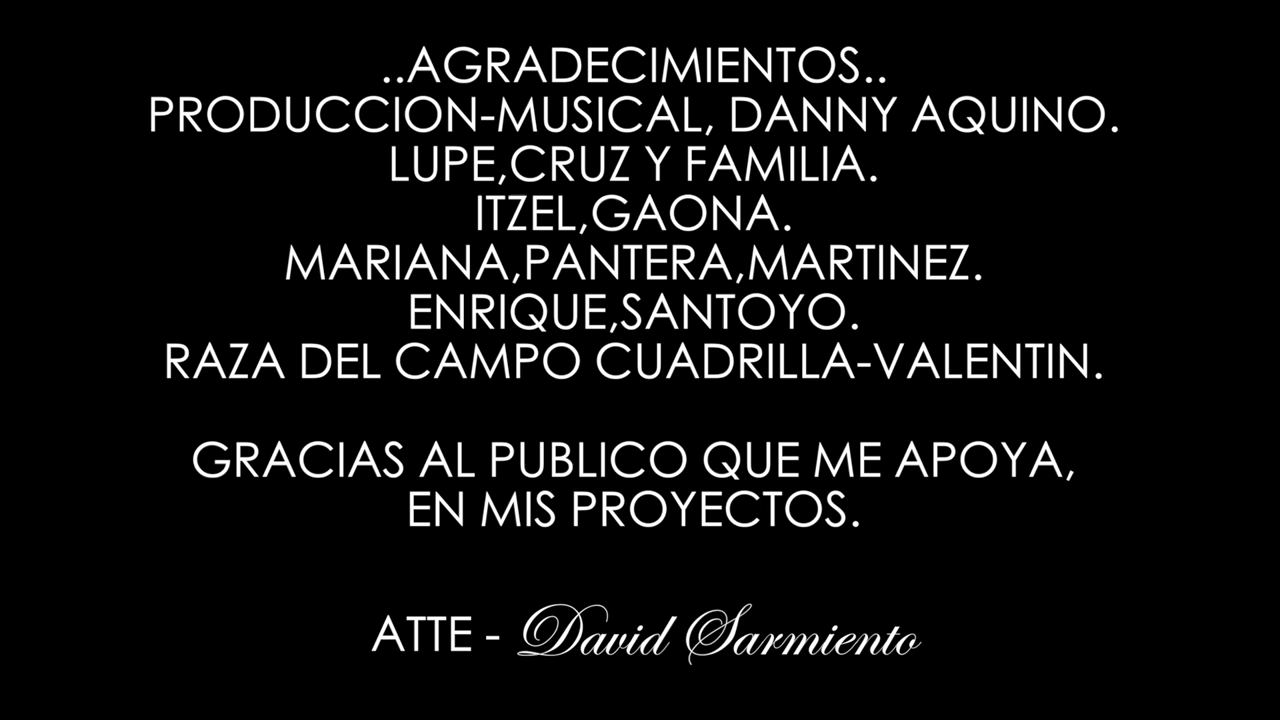 ..AGRADECIMIENTOS..
PRODUCCION-MUSICAL, DANNY AQUINO.
LUPE,CRUZ Y FAMILIA.
ITZEL,GAONA.
MARIANA,PANTERA,MARTINEZ.
ENRIQUE,SANTOYO.
RAZA DEL CAMPO CUADRILLA-VALENTIN.
GRACIAS AL PUBLICO QUE ME APOYA,
EN MIS PROYECTOS.
ATTE - David Sarmiento